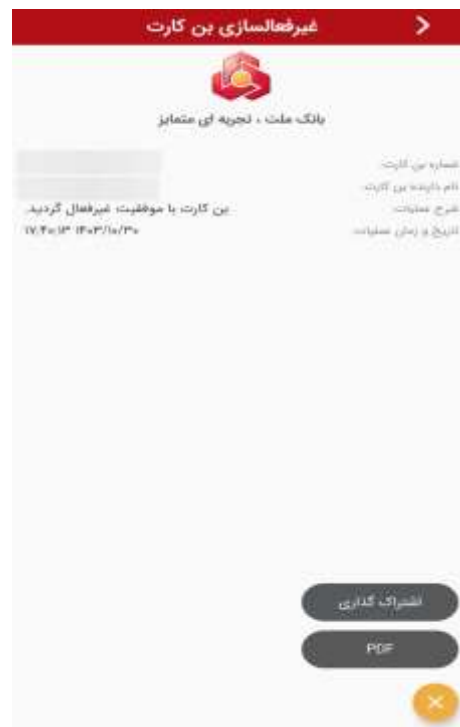 غیرفعالسازی بن کارت
بانک ملت ، تجربه ای متمایز
شماره بن کارت:
نام دارنده بن کارت:
شرح عملیات: بن کارت با موفقیت غیرفعال گردید.
تاریخ و زمان عملیات: ۱۷:۴۰:۱۳ ۱۴۰۳/۱۰/۳۰
اشتراک گذاری
PDF